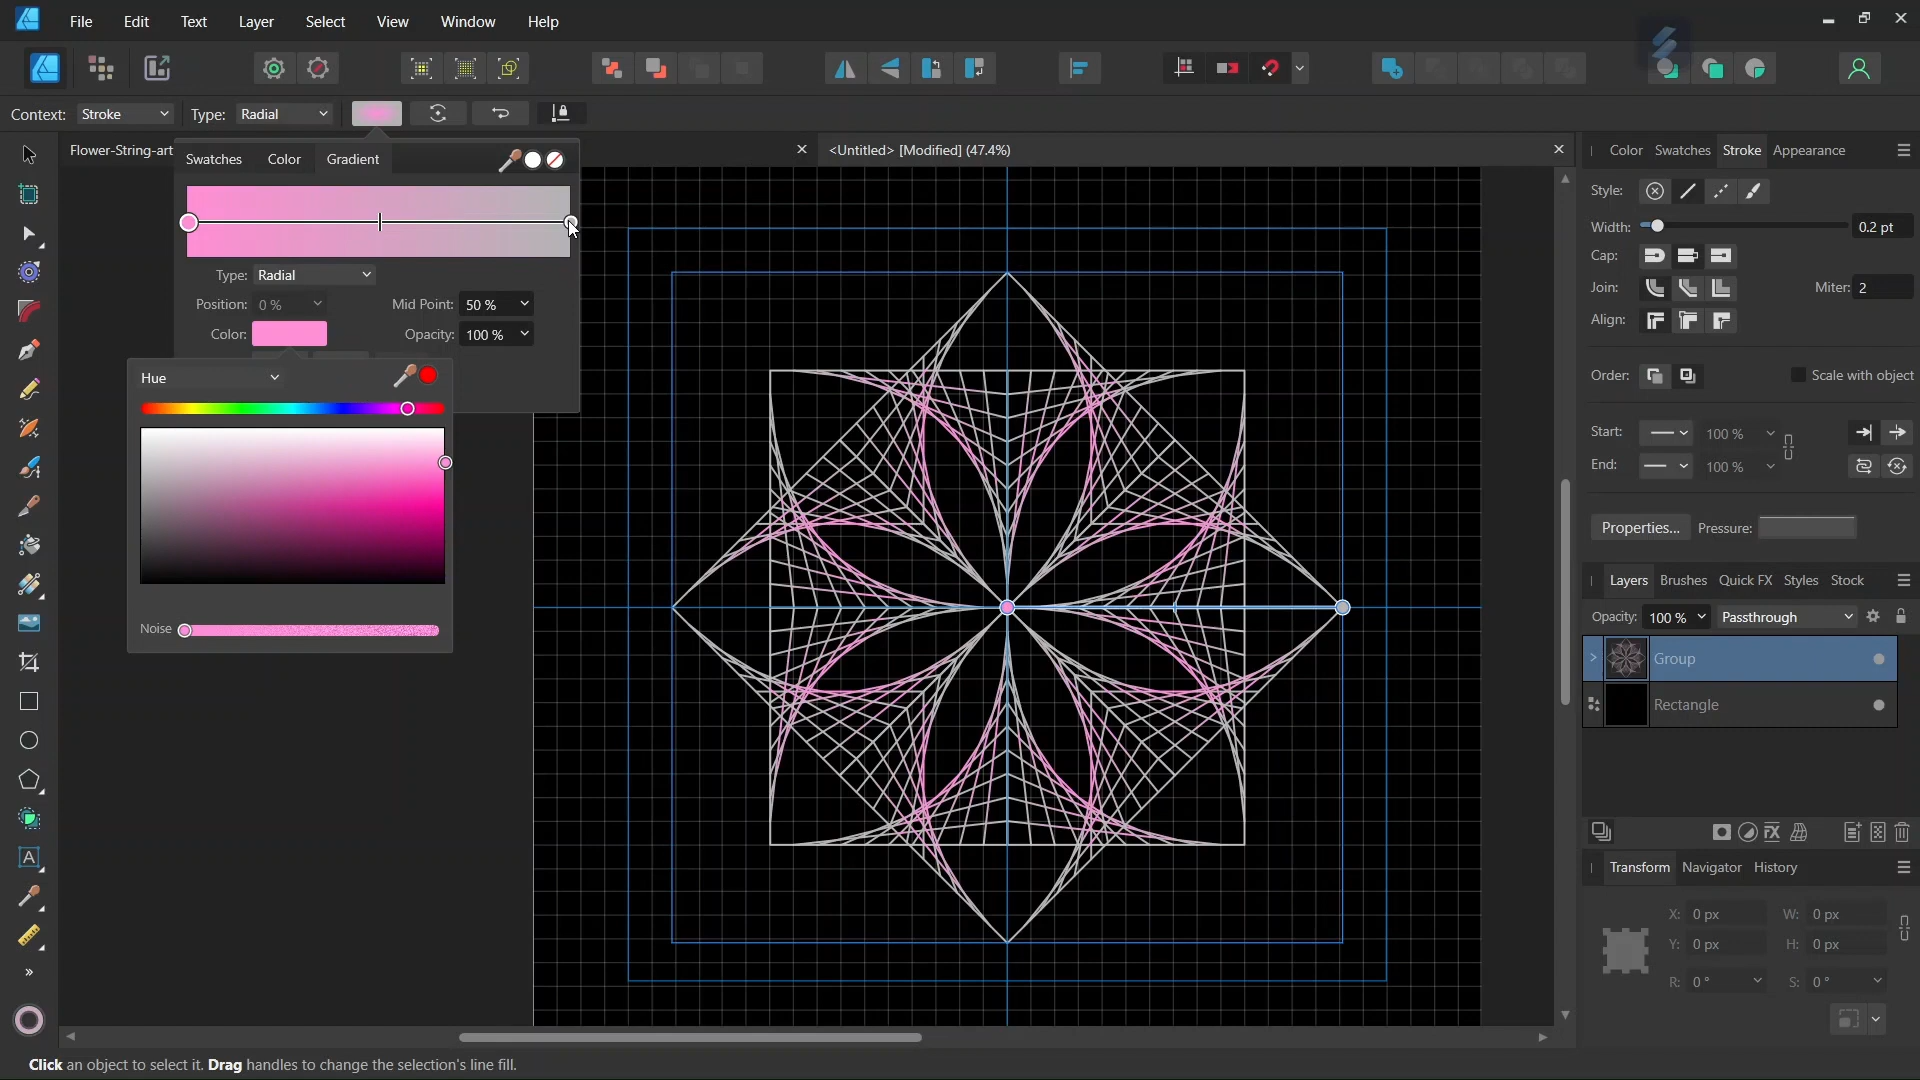 File Edit Text Layer Select View Window Help
Context: Stroke Type: Radial
Flower-String-art <Untitled> [Modified] (47.4%)
Swatches Color Gradient
Type: Radial
Position: 0 % Mid Point: 50 %
Color: Opacity: 100 %
Hue
Noise
Color Swatches Stroke Appearance
Style:
Width: 0.2 pt
Cap:
Join: Miter: 2
Align:
Order: Scale with object
Start: 100 %
End: 100 %
Properties... Pressure:
Layers Brushes Quick FX Styles Stock
Opacity: 100 % Passthrough
Group
Rectangle
Transform Navigator History
X: 0 px W: 0 px
Y: 0 px H: 0 px
R: 0 ° S: 0 °
Click an object to select it. Drag handles to change the selection's line fill.